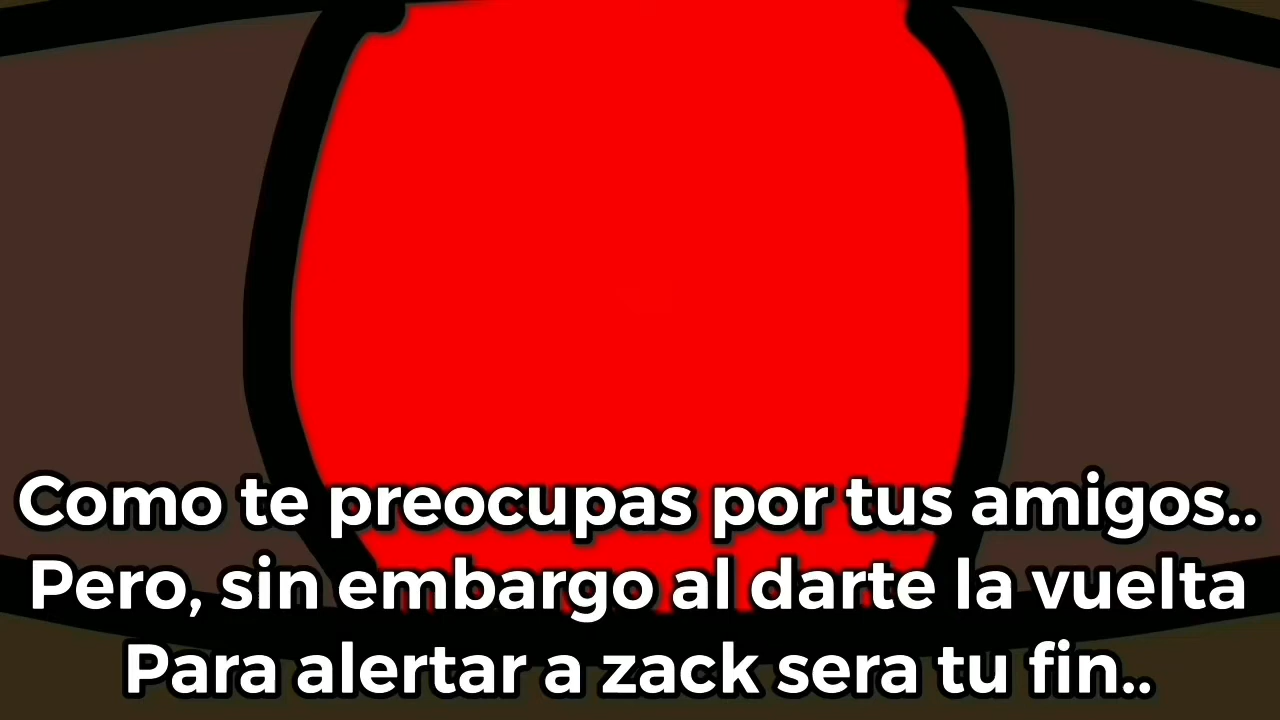 Como te preocupas por tus amigos..
Pero, sin embargo al darte la vuelta
Para alertar a zack sera tu fin..